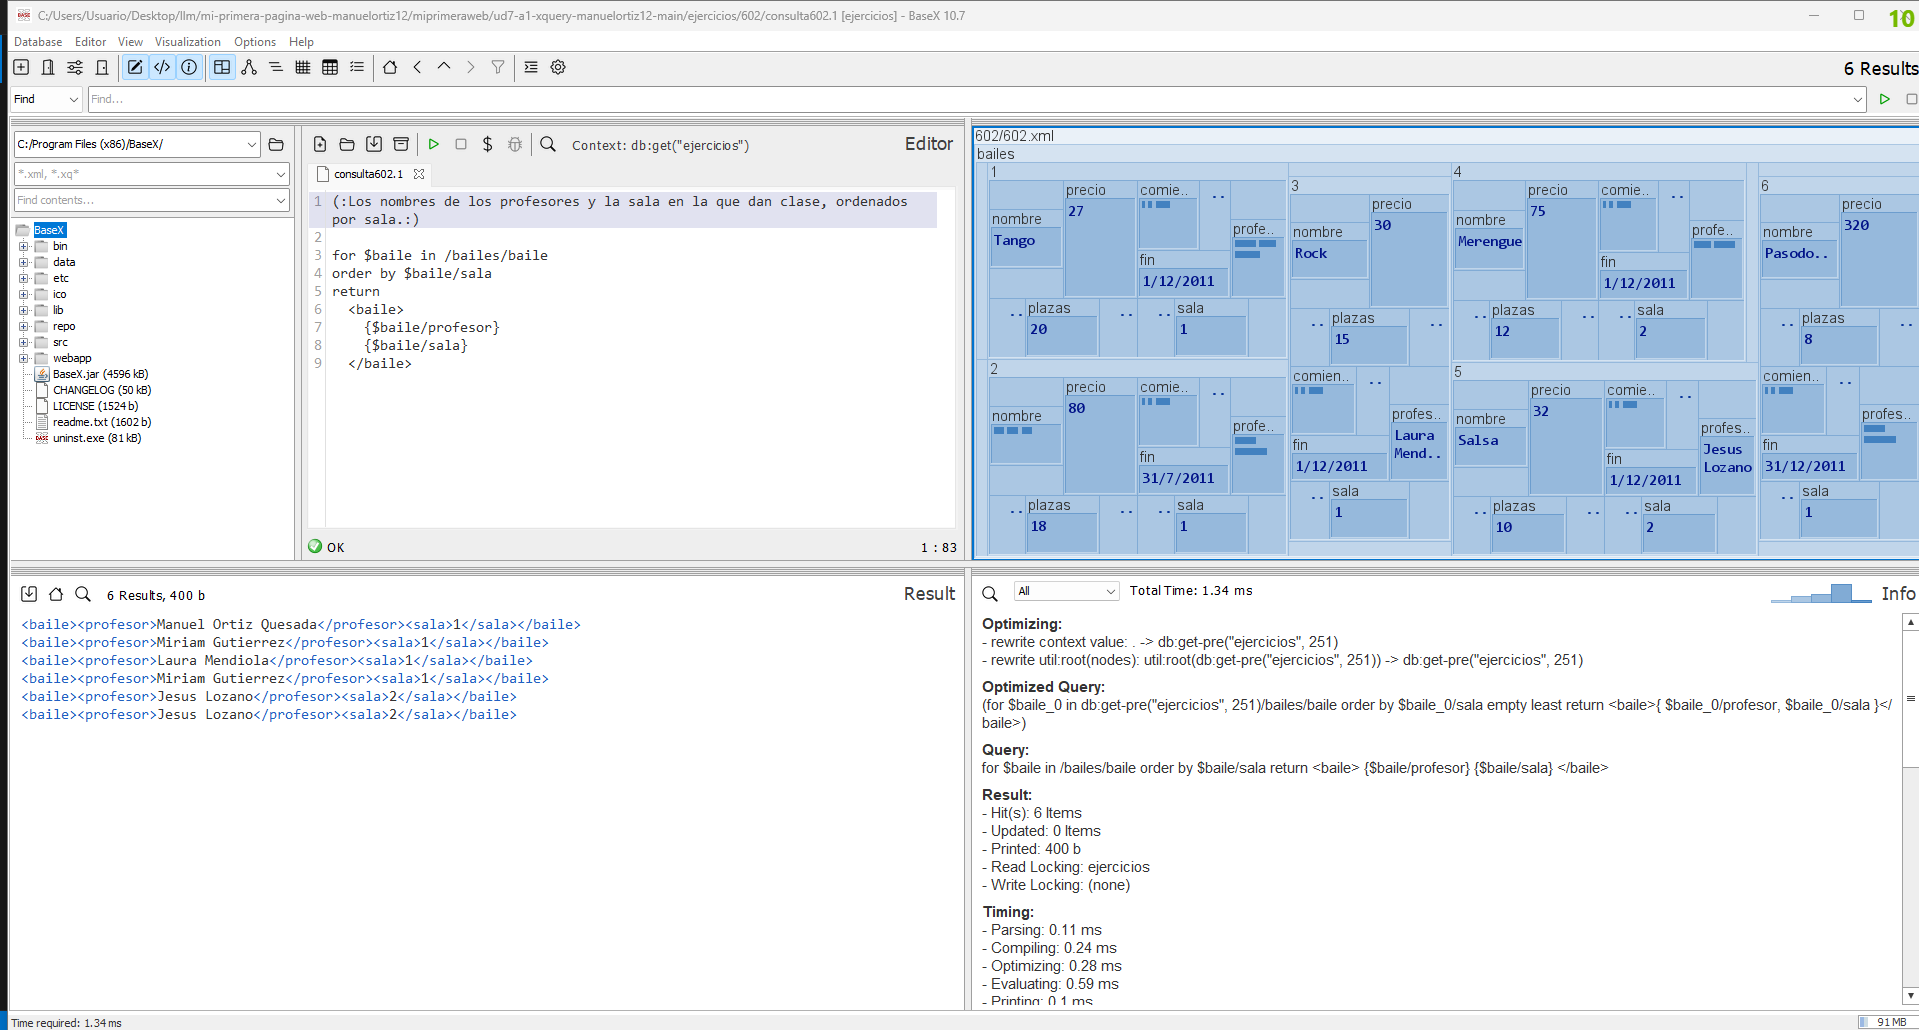 C:/Users/Usuario/Desktop/llm/mi-primera-pagina-web-manuelortiz12/miprimeraweb/ud7-a1-xquery-manuelortiz12-main/ejercicios/602/consulta602.1 [ejercicios] - BaseX 10.7
10
Database Editor View Visualization Options Help
6 Results
Find Find...
C:/Program Files (x86)/BaseX/
*.xml, *.xq*
Find contents...
BaseX
bin
data
etc
ico
lib
repo
src
webapp
BaseX.jar (4596 kB)
CHANGELOG (50 kB)
LICENSE (1524 b)
readme.txt (1602 b)
uninst.exe (81 kB)
Context: db:get("ejercicios")
Editor
consulta602.1
1 (:Los nombres de los profesores y la sala en la que dan clase, ordenados
por sala.:)
2
3 for $baile in /bailes/baile
4 order by $baile/sala
5 return
6 <baile>
7 {$baile/profesor}
8 {$baile/sala}
9 </baile>
OK
1 : 83
602/602.xml
bailes
1
nombre
Tango
precio
27
comie..
..
profe..
fin
1/12/2011
..
plazas
20
..
..
sala
1
2
nombre
precio
80
comie..
..
profe..
fin
31/7/2011
..
plazas
18
..
..
sala
1
3
nombre
Rock
precio
30
..
plazas
15
..
comien..
..
profes..
Laura
Mend..
fin
1/12/2011
..
sala
1
4
nombre
Merengue
precio
75
comie..
..
profe..
fin
1/12/2011
..
plazas
12
..
..
sala
2
5
nombre
Salsa
precio
32
comie..
..
profes..
Jesus
Lozano
fin
1/12/2011
..
plazas
10
..
..
sala
2
6
nombre
Pasodo..
precio
320
..
plazas
8
..
comien..
..
profes..
fin
31/12/2011
..
sala
1
6 Results, 400 b
Result
<baile><profesor>Manuel Ortiz Quesada</profesor><sala>1</sala></baile>
<baile><profesor>Miriam Gutierrez</profesor><sala>1</sala></baile>
<baile><profesor>Laura Mendiola</profesor><sala>1</sala></baile>
<baile><profesor>Miriam Gutierrez</profesor><sala>1</sala></baile>
<baile><profesor>Jesus Lozano</profesor><sala>2</sala></baile>
<baile><profesor>Jesus Lozano</profesor><sala>2</sala></baile>
All
Total Time: 1.34 ms
Info
Optimizing:
- rewrite context value: . -> db:get-pre("ejercicios", 251)
- rewrite util:root(nodes): util:root(db:get-pre("ejercicios", 251)) -> db:get-pre("ejercicios", 251)
Optimized Query:
(for $baile_0 in db:get-pre("ejercicios", 251)/bailes/baile order by $baile_0/sala empty least return <baile>{ $baile_0/profesor, $baile_0/sala }</
baile>)
Query:
for $baile in /bailes/baile order by $baile/sala return <baile> {$baile/profesor} {$baile/sala} </baile>
Result:
- Hit(s): 6 Items
- Updated: 0 Items
- Printed: 400 b
- Read Locking: ejercicios
- Write Locking: (none)
Timing:
- Parsing: 0.11 ms
- Compiling: 0.24 ms
- Optimizing: 0.28 ms
- Evaluating: 0.59 ms
- Printing: 0.1 ms
Time required: 1.34 ms
91 MB